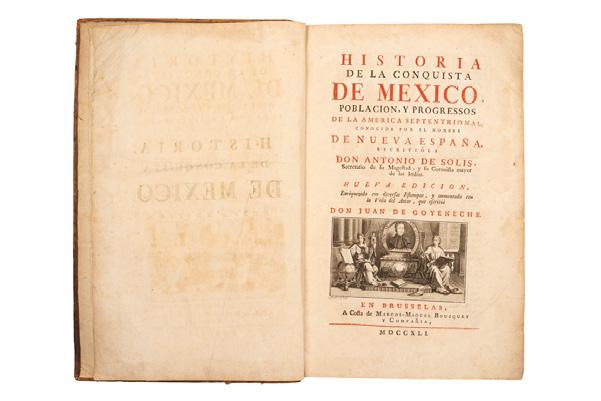 HISTORIA
DE LA CONQUISTA
DE MEXICO,
POBLACION, Y PROGRESSOS
DE LA AMERICA SEPTENTRIONAL,
CONOCIDA POR EL NOMBRE
DE NUEVA ESPAÑA.
ESCRIVIÓLA
DON ANTONIO DE SOLIS,
Secretario de su Magestad, y su Coronista mayor
de las Indias.
NUEVA EDICION,
Enriquecida con diversas Estampas, y aumentada con
la Vida del Autor, que escrivió
DON JUAN DE GOYENECHE.
EN BRUSSELAS,
A Costa de MARCOS-MIGUEL BOUSQUET
Y COMPAÑIA,
MDCCXLI.